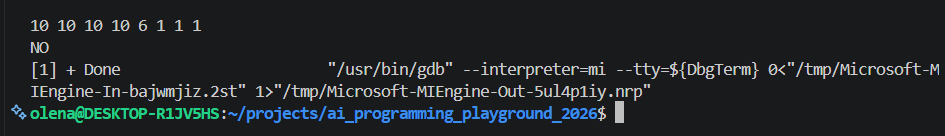 10 10 10 10 6 1 1 1
NO
[1] + Done                       "/usr/bin/gdb" --interpreter=mi --tty=${DbgTerm} 0<"/tmp/Microsoft-M
IEngine-In-bajwmjiz.2st" 1>"/tmp/Microsoft-MIEngine-Out-5ul4p1iy.nrp"
olena@DESKTOP-R1JV5HS:~/projects/ai_programming_playground_2026$